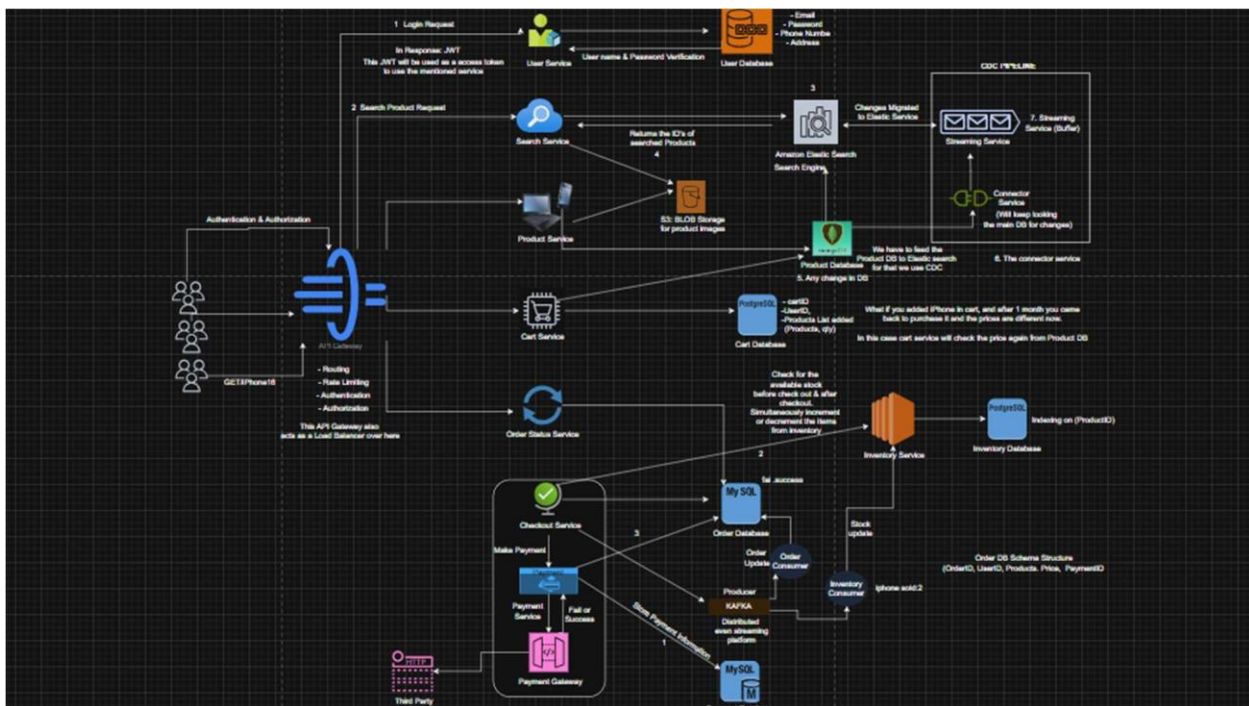 1 Login Request
In Response: JWT
This JWT will be used as a access token
to use the mentioned service
User Service
User name & Password Verification
User Database
- Email
- Password
- Phone Numbe
- Address
2 Search Product Request
Search Service
Returns the ID's of
searched Products
4
3
Amazon Elastic Search
Search Engine
Changes Migrated
to Elastic Service
CDC PIPELINE
Streaming Service
7. Streaming
Service (Buffer)
Connector
Service
(Will keep looking
the main DB for changes)
6. The connector service
Authentication & Authorization
Product Service
S3: BLOB Storage
for product images
Product Database
5. Any change in DB
We have to feed the
Product DB to Elastic search
for that we use CDC
API Gateway
GET/iPhone16
- Routing
- Rate Limiting
- Authentication
- Authorization
This API Gateway also
acts as a Load Balancer over here
Cart Service
PostgreSQL
Cart Database
- cartID
-UserID,
-Products List added
(Products, qty)
What if you added iPhone in cart, and after 1 month you came
back to purchase it and the prices are different now.
In this case cart service will check the price again from Product DB
Order Status Service
Check for the
available stock
before check out & after
checkout.
Simultaneously increment
or decrement the items
from inventory
2
Inventory Service
PostgreSQL
Inventory Database
Indexing on (ProductID)
Checkout Service
My SQL
Order Database
.success
3
Make Payment
Payment
Service
Fail or
Success
Payment Gateway
HTTP
Third Party
Store Payment Information
1
Order
Update
Order
Consumer
Producer
KAFKA
Distributed
even streaming
platform
Inventory
Consumer
Stock
update
iphone sold:2
Order DB Schema Structure
(OrderID, UserID, Products. Price, PaymentID
MySQL
M